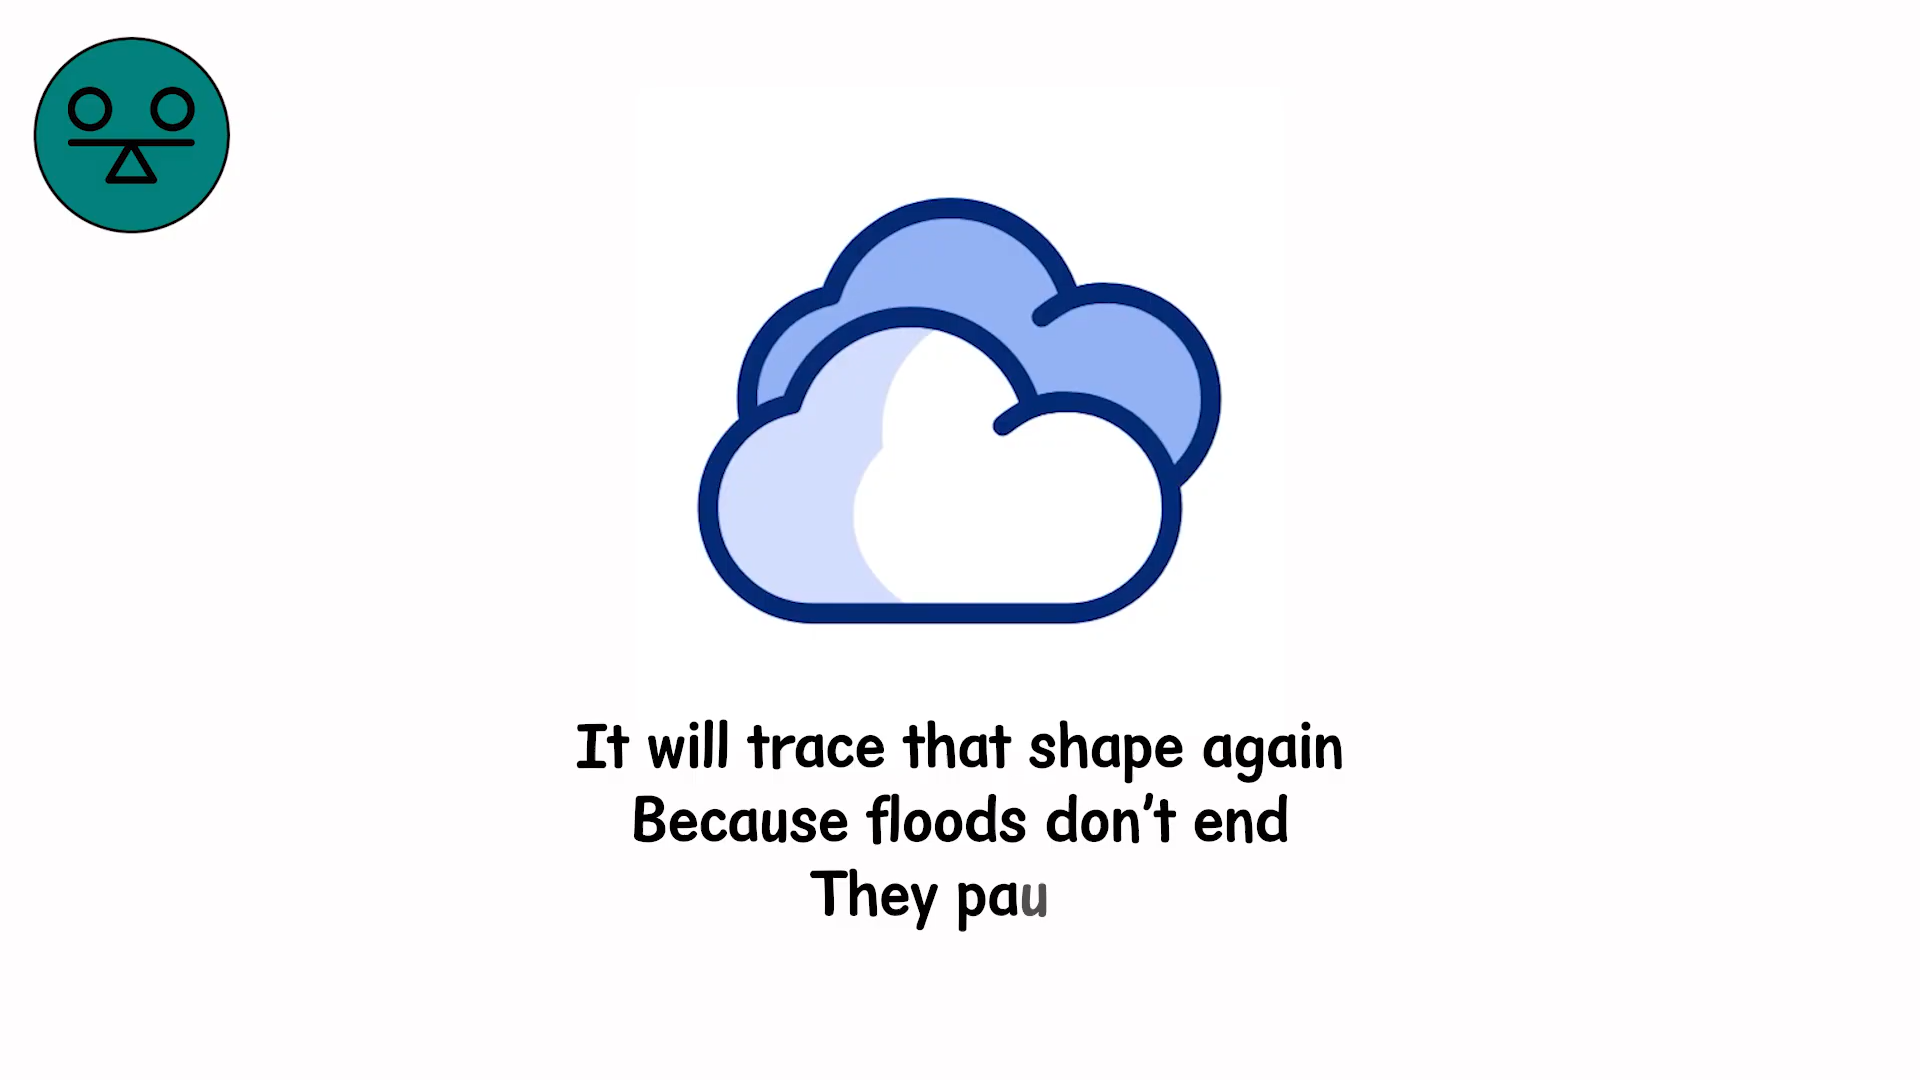 It will trace that shape again
Because floods don’t end
They pau